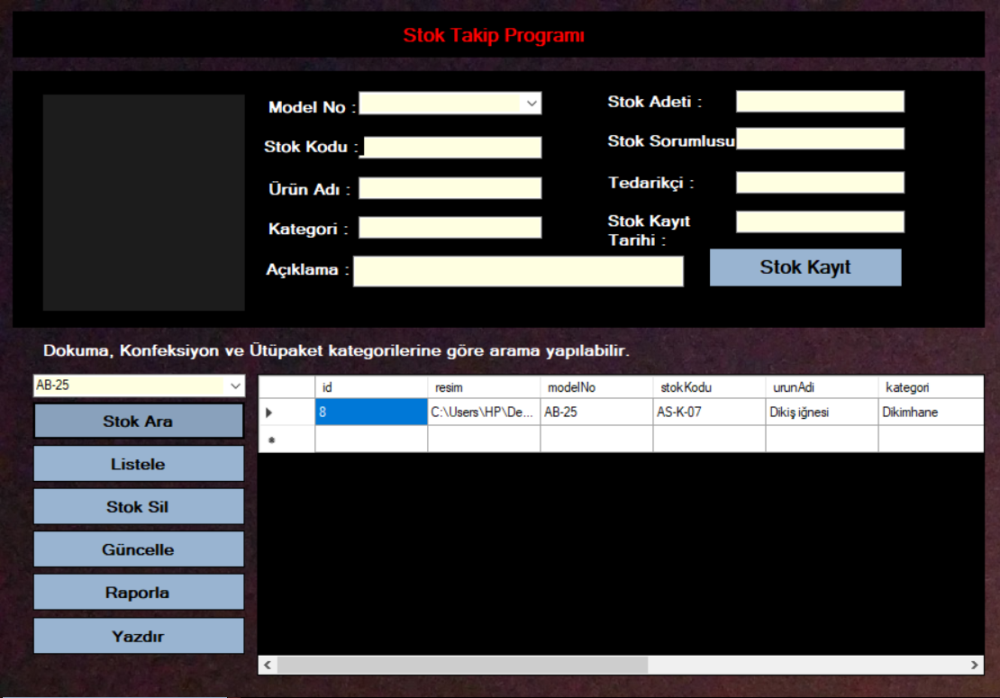 Stok Takip Programı
Model No :
Stok Adeti :
Stok Kodu :
Stok Sorumlusu
Ürün Adı :
Tedarikçi :
Kategori :
Stok Kayıt
Tarihi :
Açıklama :
Stok Kayıt
Dokuma, Konfeksiyon ve Ütüpaket kategorilerine göre arama yapılabilir.
AB-25
Stok Ara
Listele
Stok Sil
Güncelle
Raporla
Yazdır
id resim modelNo stokKodu urunAdi kategori
8 C:\Users\HP\De... AB-25 AS-K-07 Dikiş iğnesi Dikimhane